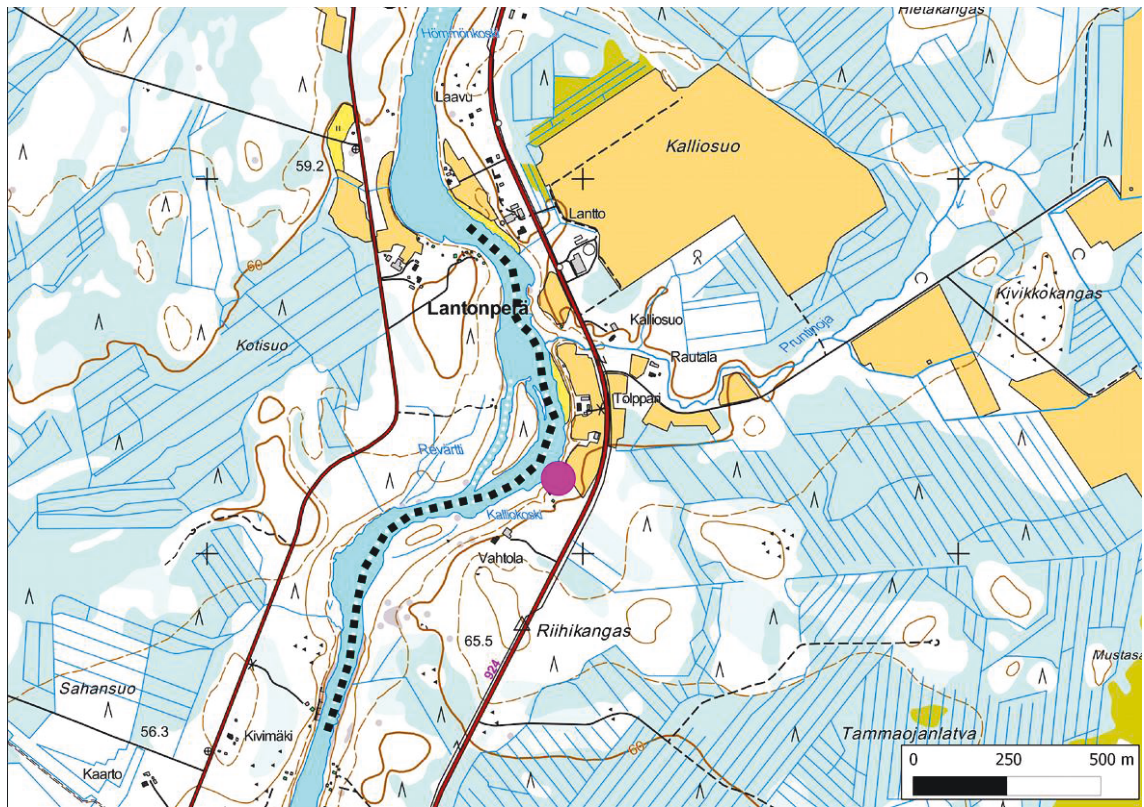 Hietakangas
Hömmönkoski
Laavu
59.2
Kalliosuo
Lantto
60
Lantonperä
Kivikkokangas
Kotisuo
Kalliosuo
Pruntinoja
Rautala
Tolppari
Revartti
Kalliokoski
Vahtola
65.5
Riihikangas
924
Mustasa
Sahansuo
56.3
Kivimäki
60
Tammaojanlatva
Kaarto
0 250 500 m